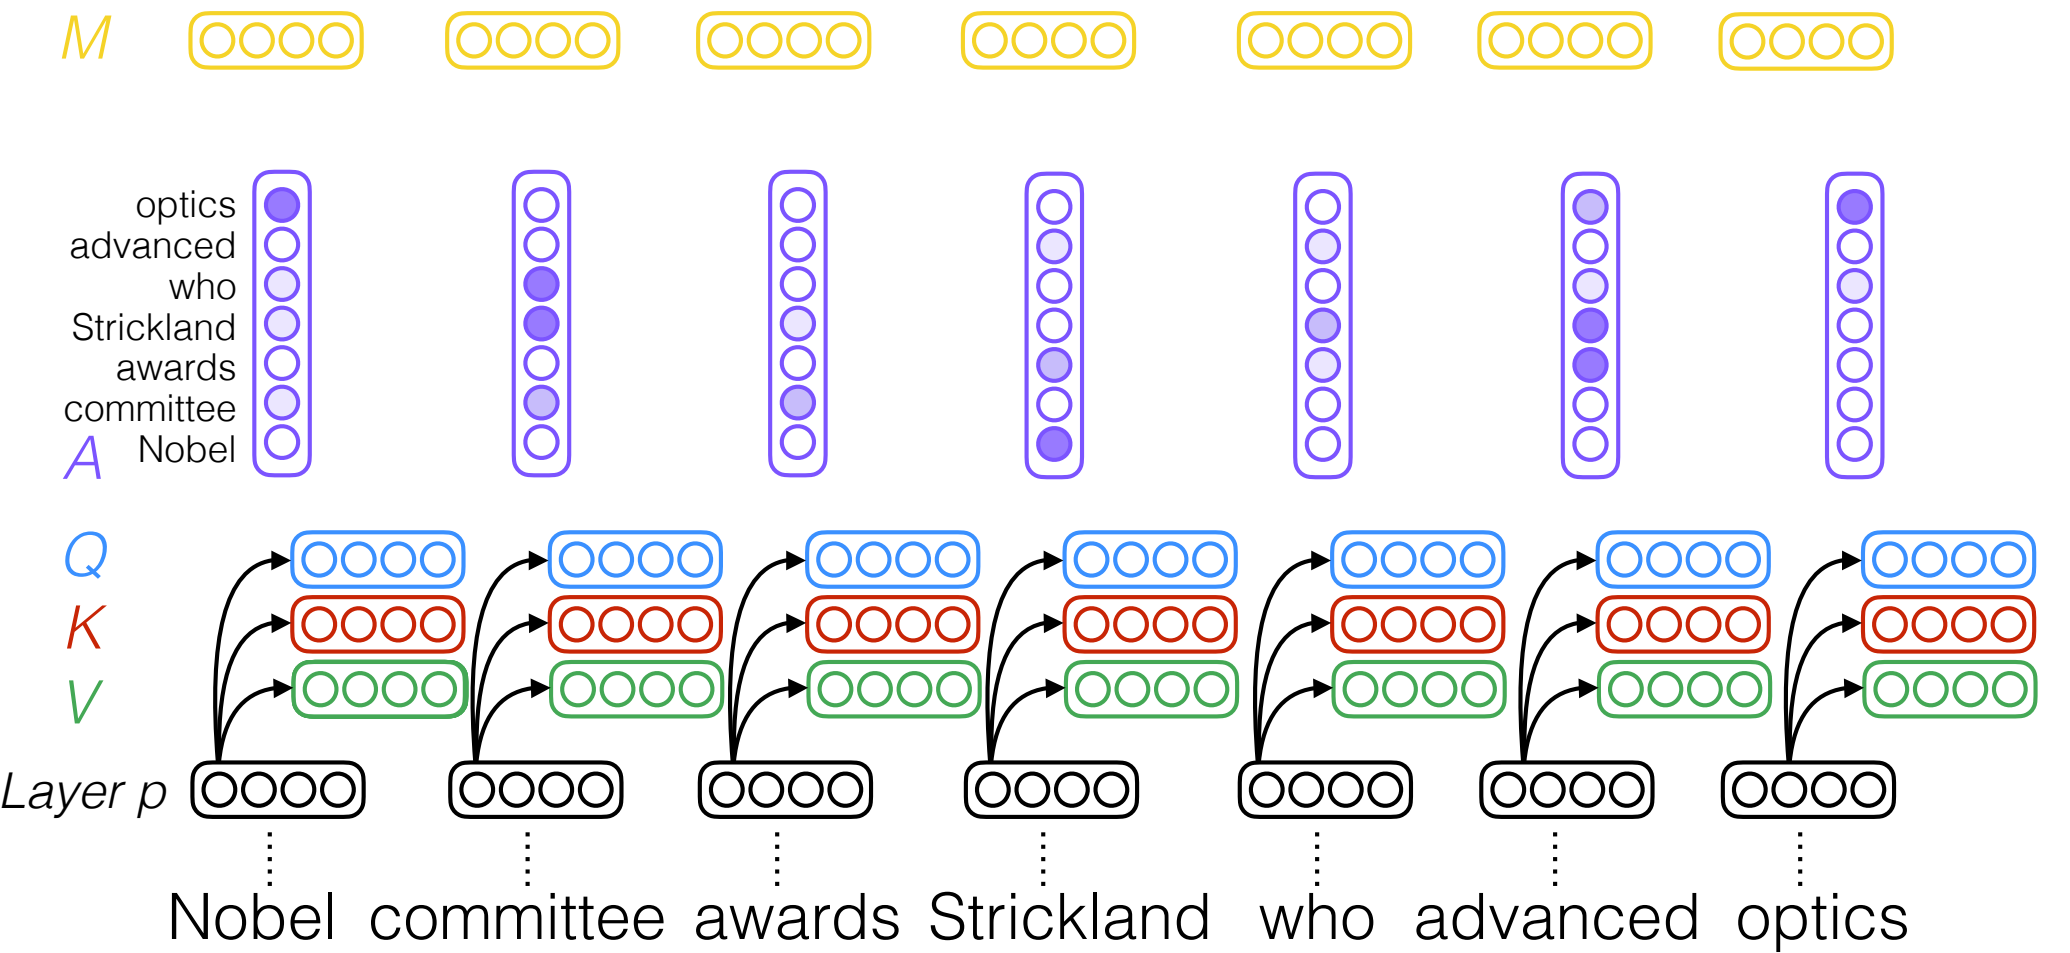 M
optics
advanced
who
Strickland
awards
committee
A Nobel
Q
K
V
Layer p
Nobel committee awards Strickland who advanced optics